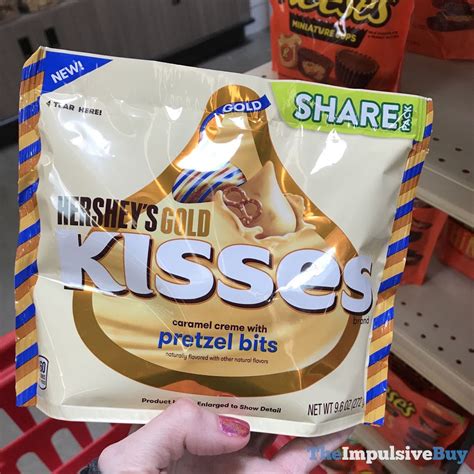 Reese's
MINIATURE CUPS
NEW!
TEAR HERE!
GOLD
SHARE
PACK
HERSHEY'S GOLD
KISSES
brand
caramel creme with
pretzel bits
naturally flavored with other natural flavors
Product Enlarged to Show Detail
NET WT 9.6 OZ (272
TheImpulsiveBuy